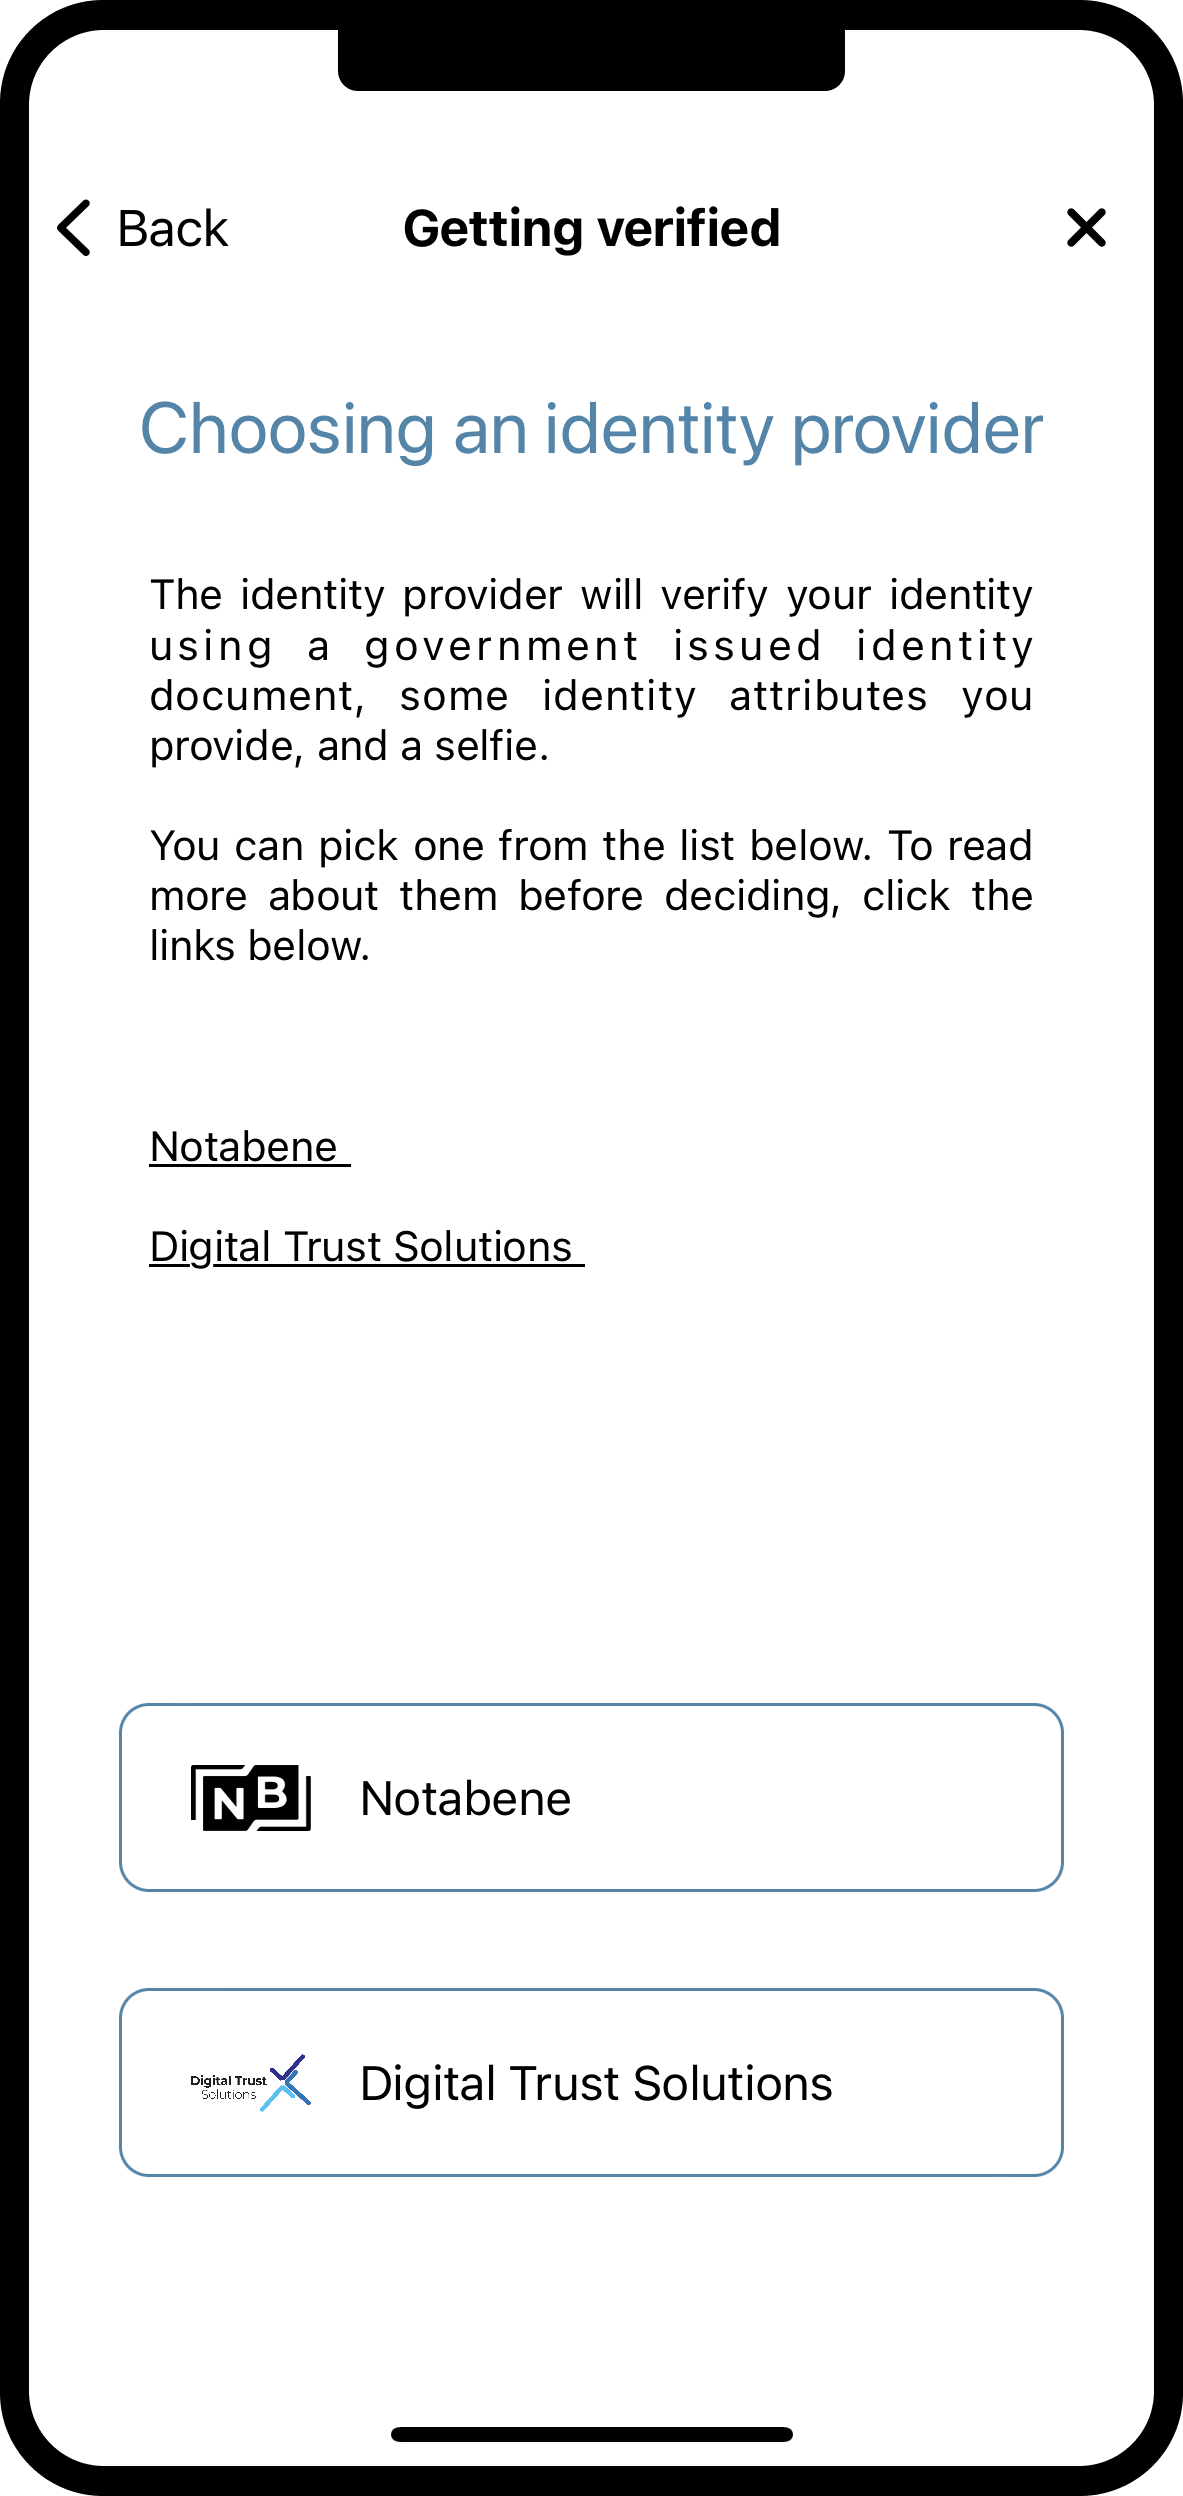 Back
Getting verified
Choosing an identity provider
The identity provider will verify your identity
using a government issued identity
document, some identity attributes you
provide, and a selfie.
You can pick one from the list below. To read
more about them before deciding, click the
links below.
Notabene
Digital Trust Solutions
NB
Notabene
Digital Trust
Solutions
Digital Trust Solutions